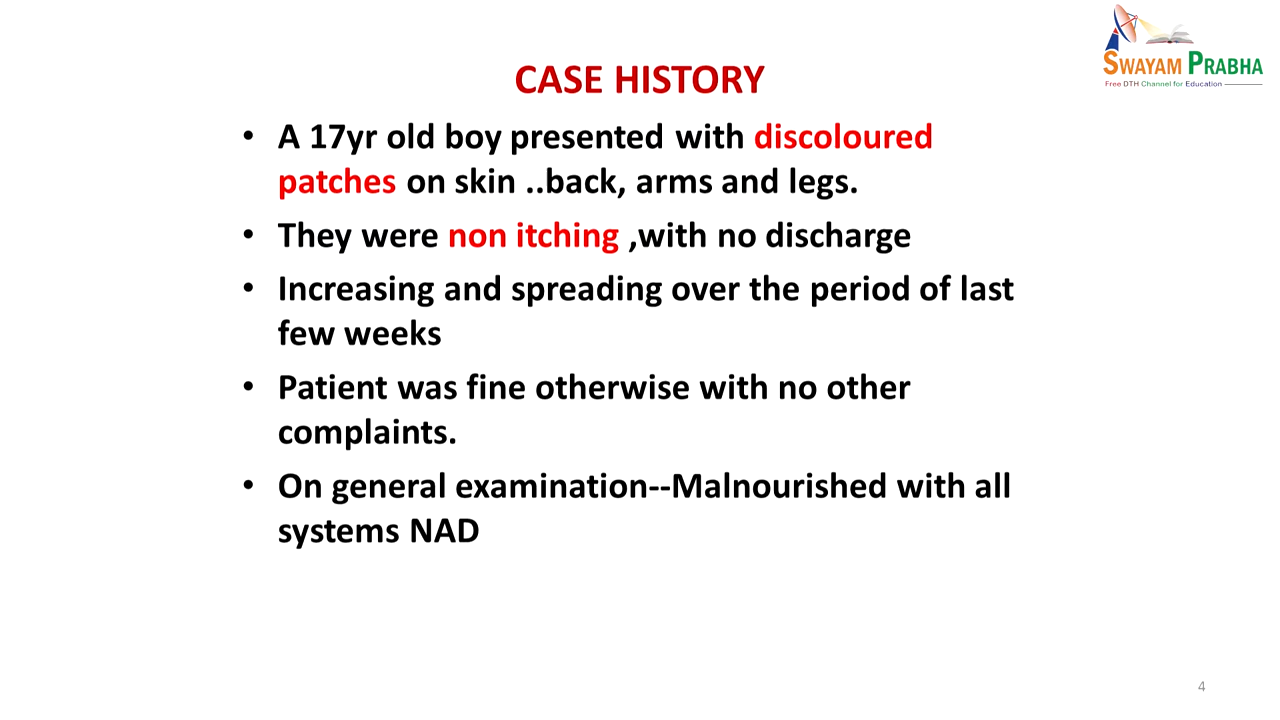 SWAYAM PRABHA
Free DTH Channel for Education
CASE HISTORY
• A 17yr old boy presented with discoloured
patches on skin ..back, arms and legs.
• They were non itching ,with no discharge
• Increasing and spreading over the period of last
few weeks
• Patient was fine otherwise with no other
complaints.
• On general examination--Malnourished with all
systems NAD
4